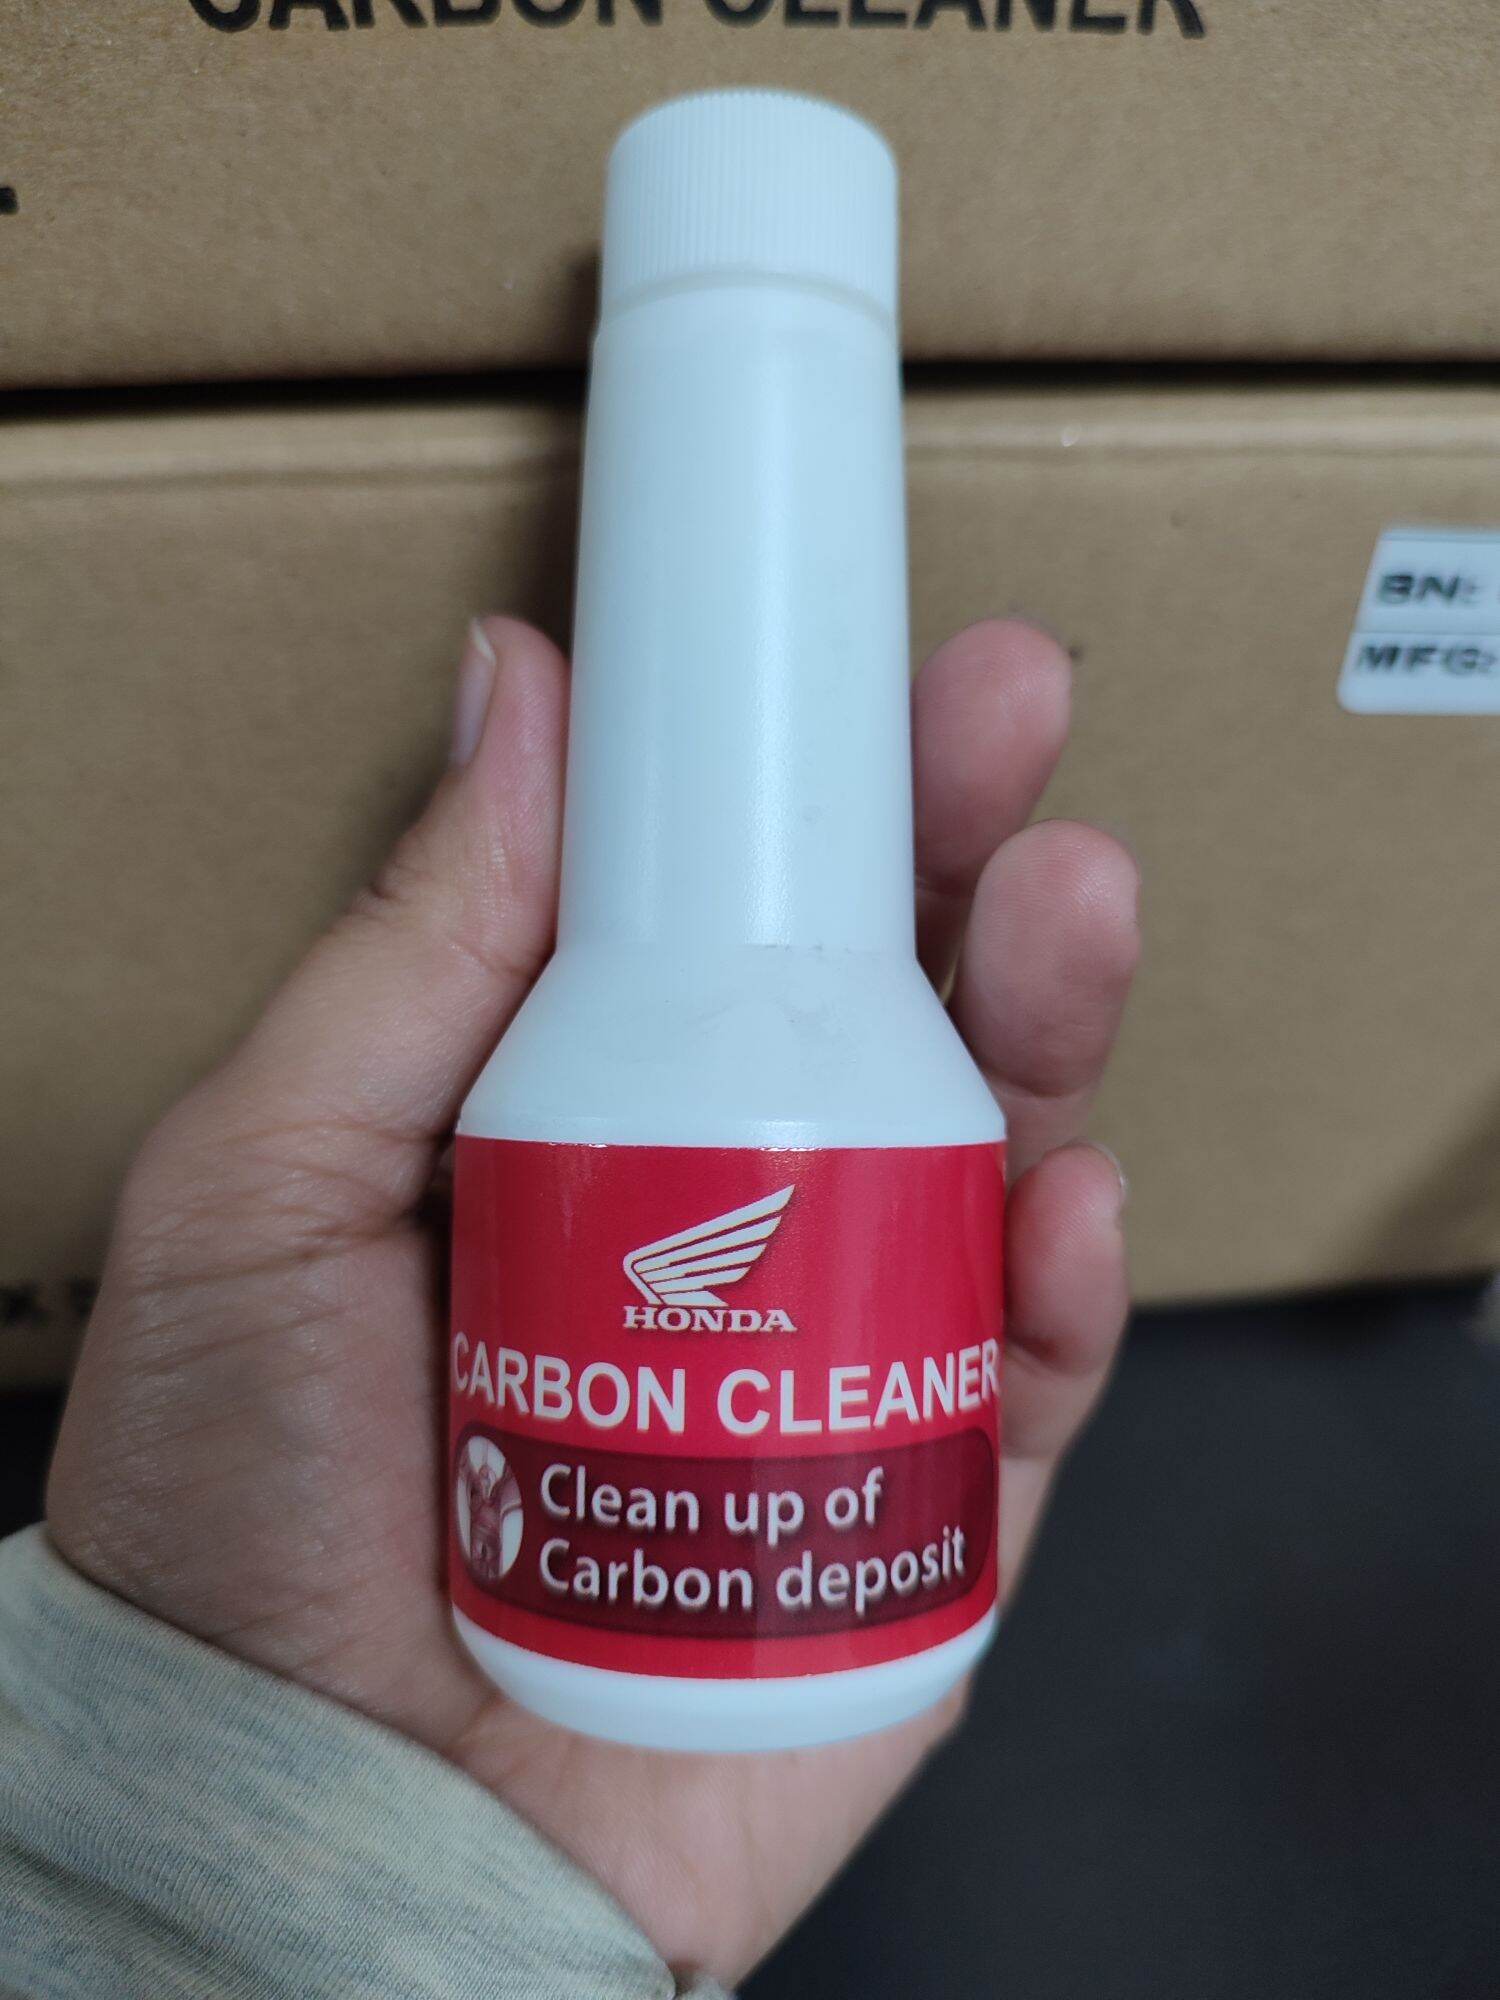 CARBON CLEANER
BN:
MFG:
HONDA
CARBON CLEANER
Clean up of
Carbon deposit